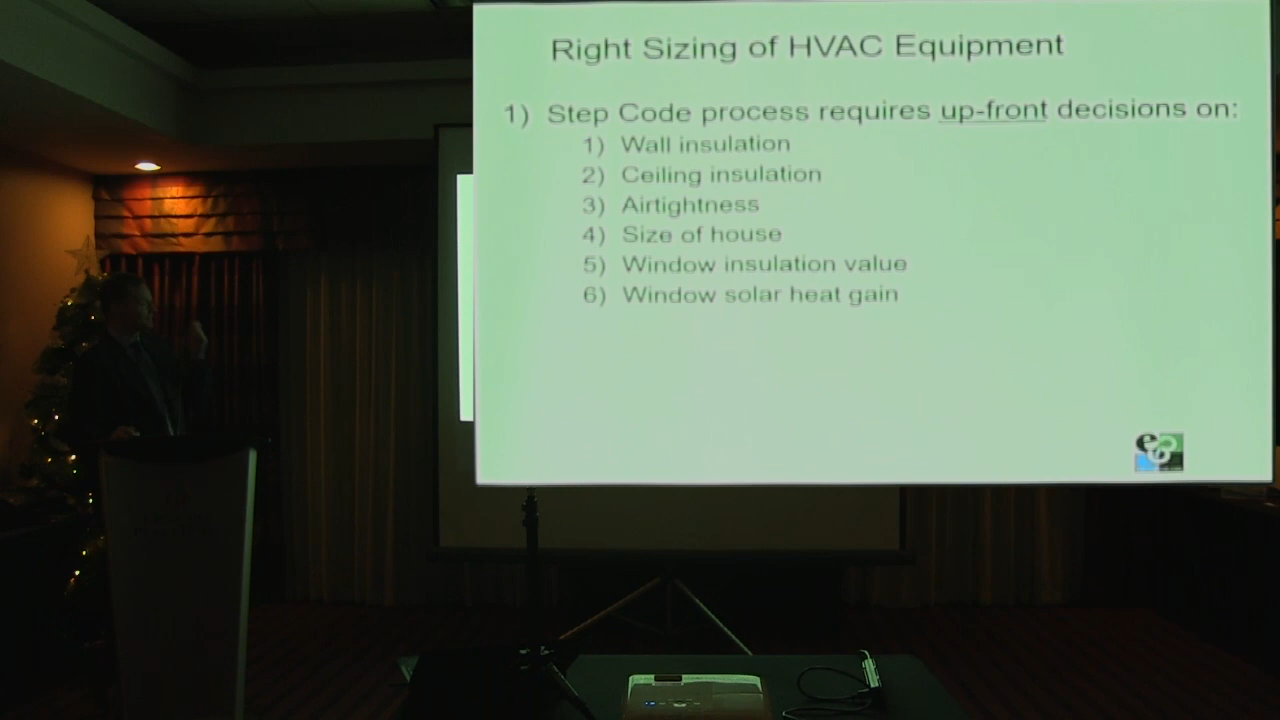 Right Sizing of HVAC Equipment
1) Step Code process requires up-front decisions on:
1) Wall insulation
2) Ceiling insulation
3) Airtightness
4) Size of house
5) Window insulation value
6) Window solar heat gain